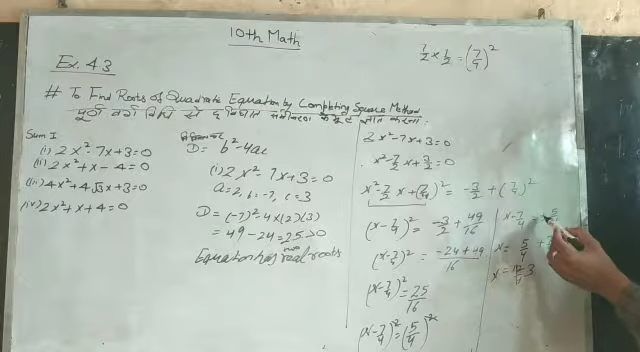 10th Math
Ex. 4.3
# To Find Roots of Quadratic Equation by Completing Square Method
पूर्ण वर्ग विधि से द्विघात समीकरण के मूल ज्ञात करना.
Sum 1
(i) 2x² - 7x + 3 = 0
(ii) 2x² + x - 4 = 0
(iii) 4x² + 4√3x + 3 = 0
(iv) 2x² + x + 4 = 0
D = b² - 4ac
(i) 2x² - 7x + 3 = 0
a = 2, b = -7, c = 3
D = (-7)² - 4×(2)(3)
= 49 - 24 = 25 > 0
Equation has real roots
½ × ½ = (7/4)²
2x² - 7x + 3 = 0
x² - 7/2 x + 3/2 = 0
x² - 7/2 x + (7/4)² = -3/2 + (7/4)²
(x - 7/4)² = -3/2 + 49/16
(x - 7/4)² = -24 + 49/16
(x - 7/4)² = 25/16
(x - 7/4)² = (5/4)²
x - 7/4 = 5/4
x = 5/4 + 7
x = 12/4 3